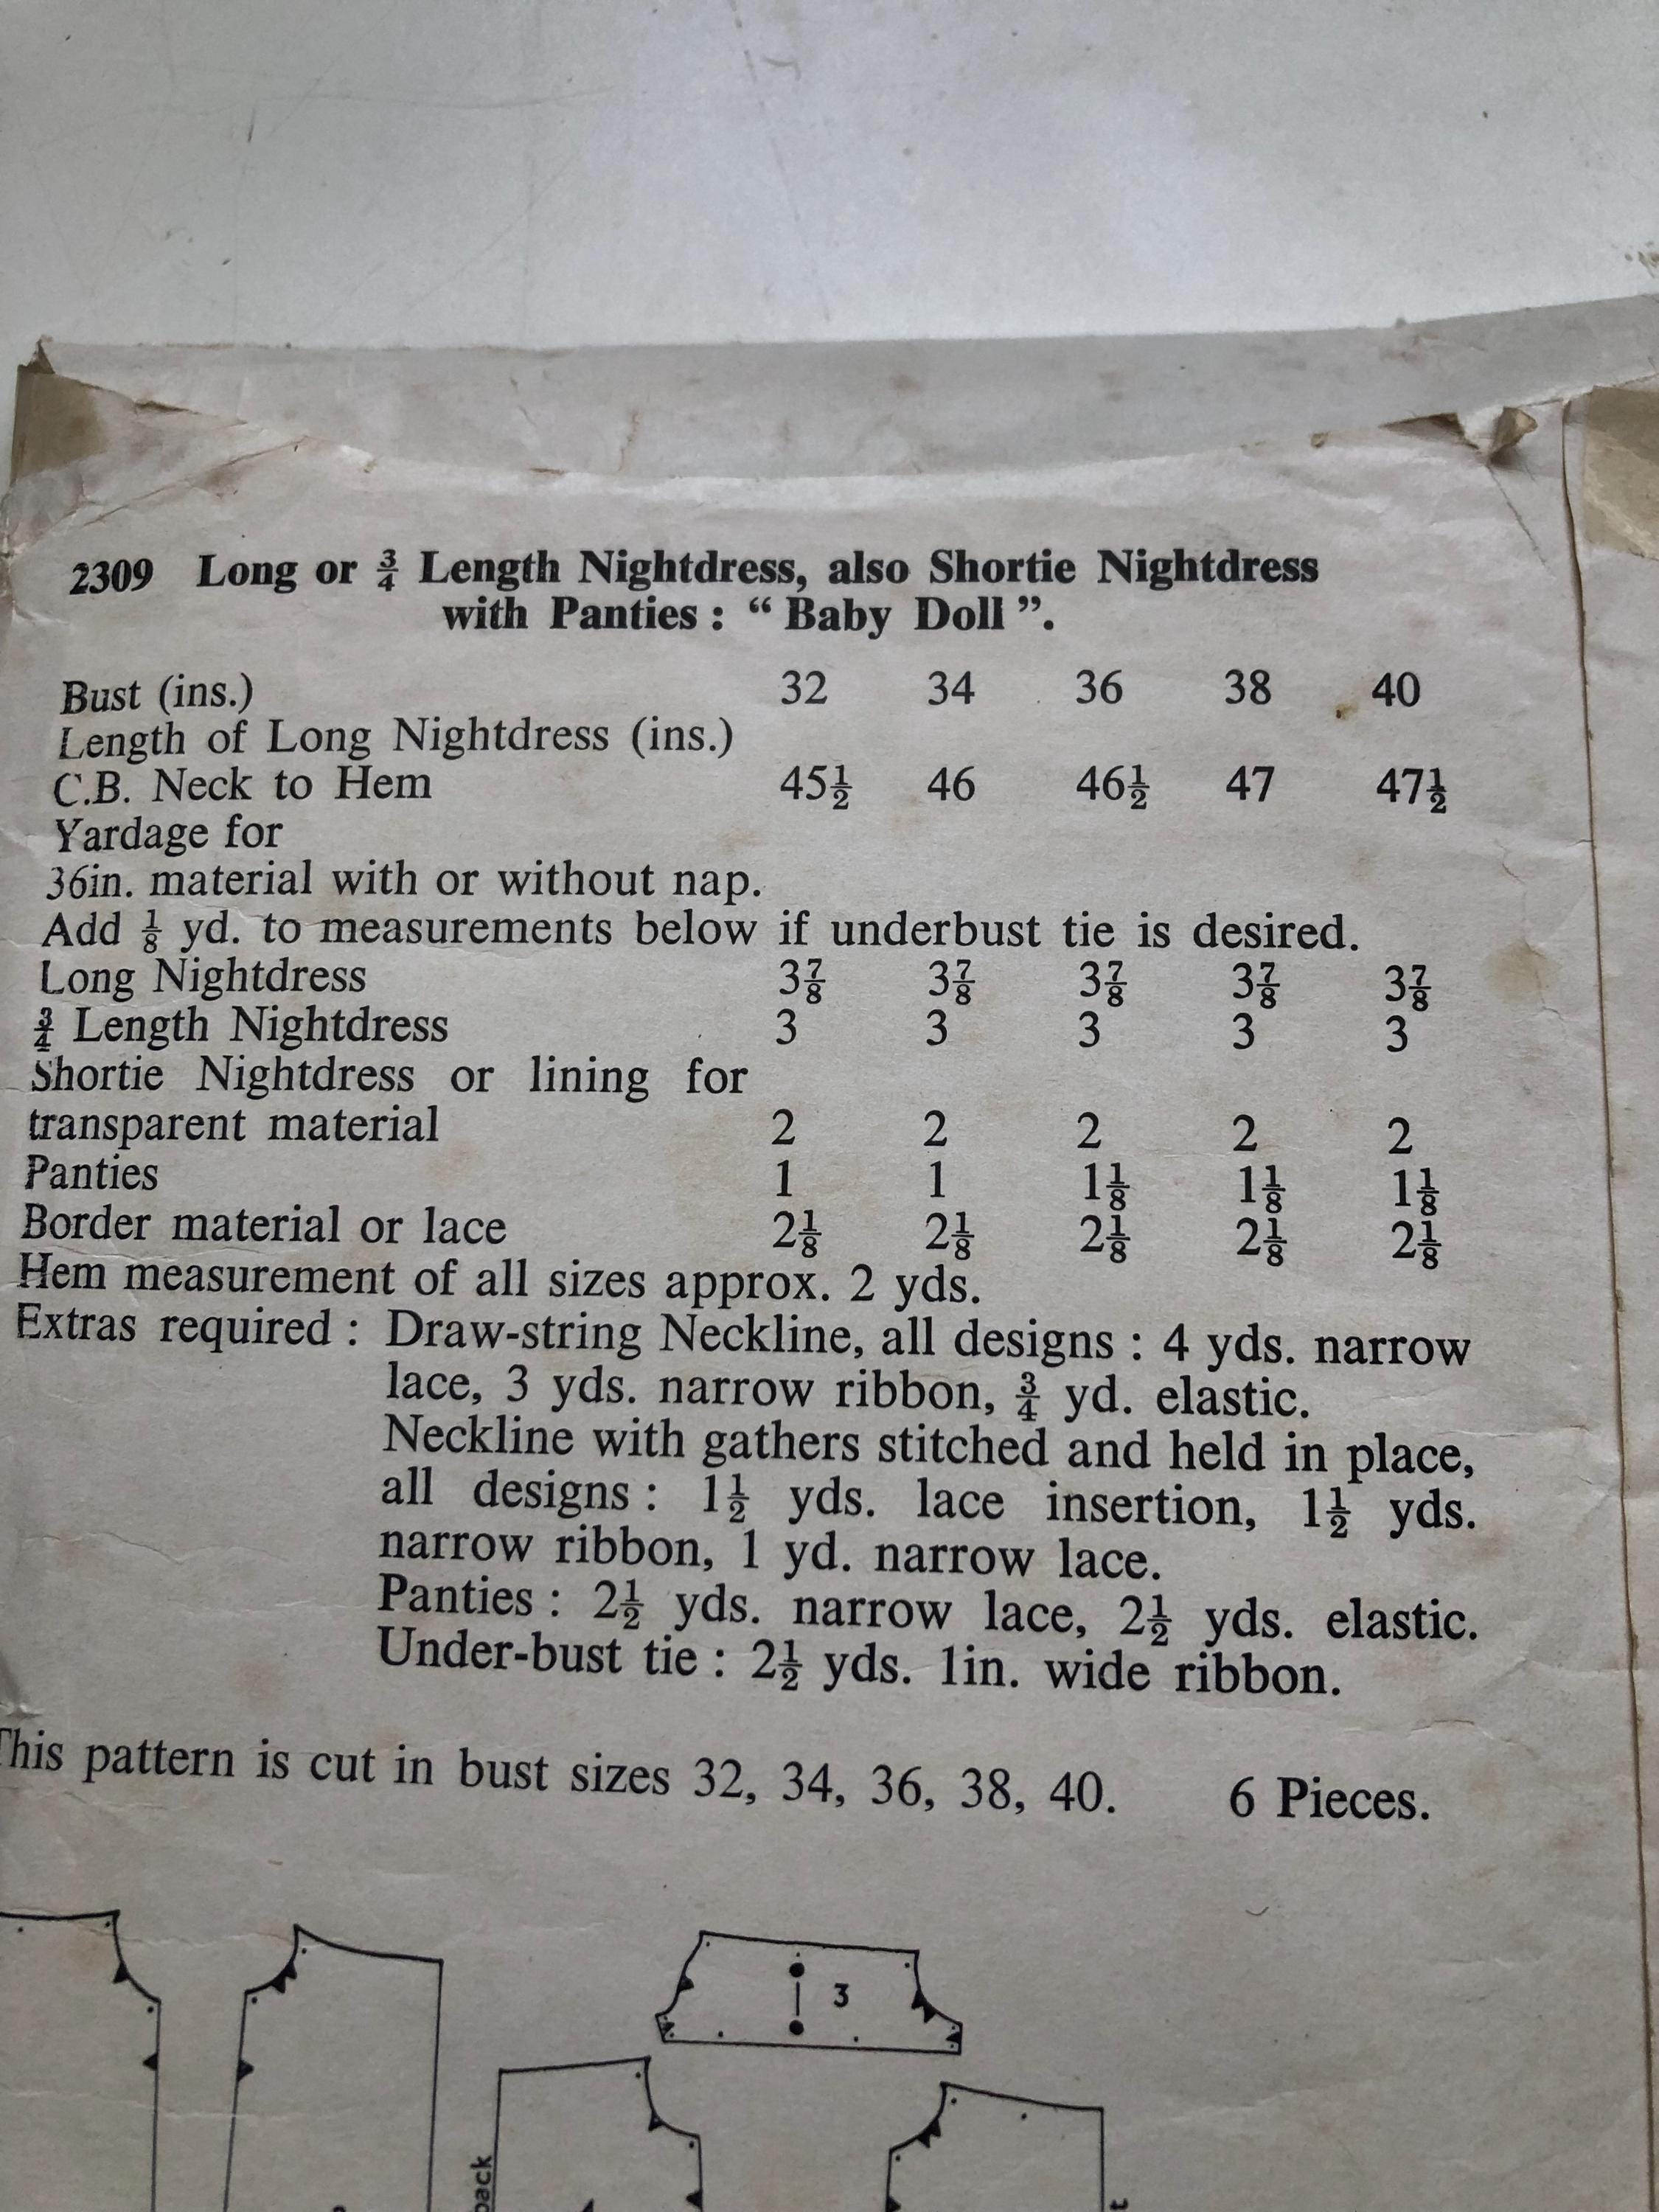 2309 Long or ¾ Length Nightdress, also Shortie Nightdress
with Panties : “ Baby Doll ”.
Bust (ins.) 32 34 36 38 40
Length of Long Nightdress (ins.)
C.B. Neck to Hem 45½ 46 46½ 47 47½
Yardage for
36in. material with or without nap.
Add ⅛ yd. to measurements below if underbust tie is desired.
Long Nightdress 3⅞ 3⅞ 3⅞ 3⅞ 3⅞
¾ Length Nightdress 3 3 3 3 3
Shortie Nightdress or lining for
transparent material 2 2 2 2 2
Panties 1 1 1⅛ 1⅛ 1⅛
Border material or lace 2⅛ 2⅛ 2⅛ 2⅛ 2⅛
Hem measurement of all sizes approx. 2 yds.
Extras required : Draw-string Neckline, all designs : 4 yds. narrow
lace, 3 yds. narrow ribbon, ¾ yd. elastic.
Neckline with gathers stitched and held in place,
all designs : 1½ yds. lace insertion, 1½ yds.
narrow ribbon, 1 yd. narrow lace.
Panties : 2½ yds. narrow lace, 2½ yds. elastic.
Under-bust tie : 2½ yds. 1in. wide ribbon.
This pattern is cut in bust sizes 32, 34, 36, 38, 40. 6 Pieces.
3
back